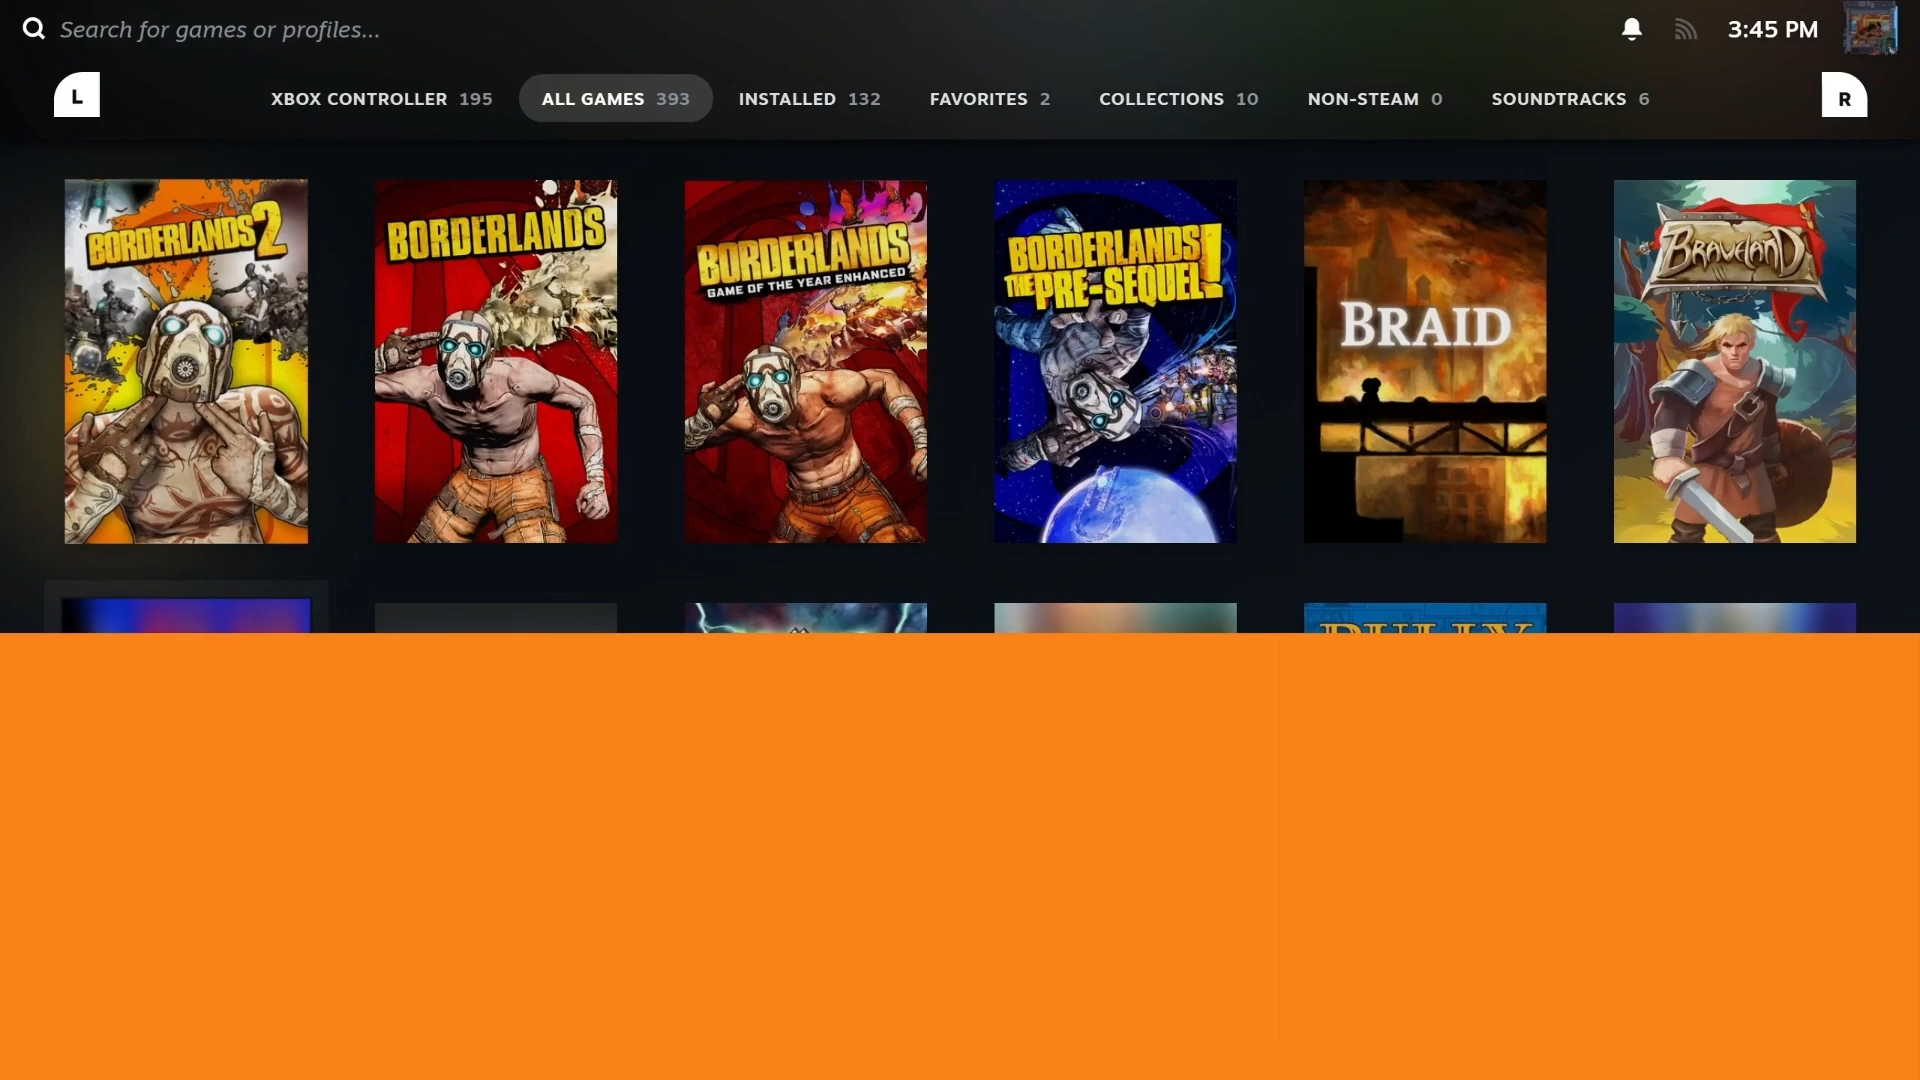 Search for games or profiles...
3:45 PM
L
XBOX CONTROLLER 195
ALL GAMES 393
INSTALLED 132
FAVORITES 2
COLLECTIONS 10
NON-STEAM 0
SOUNDTRACKS 6
R
BORDERLANDS 2
BORDERLANDS
BORDERLANDS
GAME OF THE YEAR ENHANCED
BORDERLANDS
THE PRE-SEQUEL!
BRAID
BRAVELAND